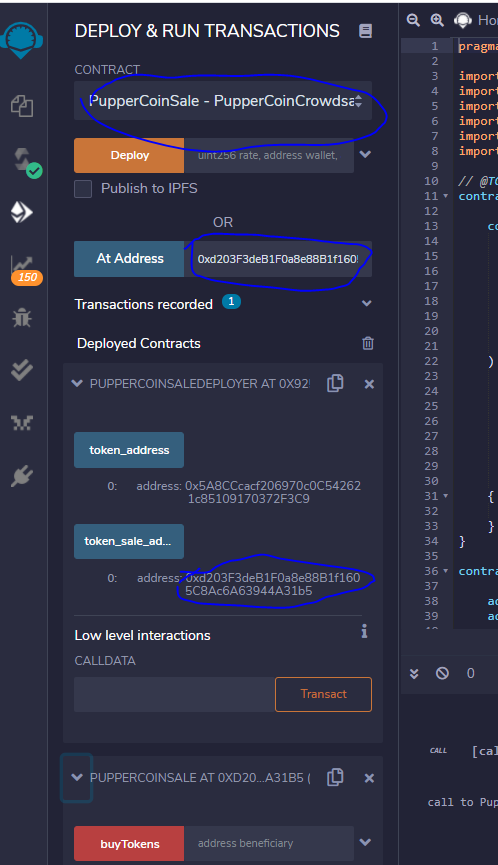 DEPLOY & RUN TRANSACTIONS
CONTRACT
PupperCoinSale - PupperCoinCrowdsa
Deploy uint256 rate, address wallet,
Publish to IPFS
OR
At Address 0xd203F3deB1F0a8e88B1f1605
Transactions recorded 1
150
Deployed Contracts
PUPPERCOINSALEDEPLOYER AT 0X92
token_address
0: address: 0x5A8CCcacf206970c0C54262
1c85109170372F3C9
token_sale_ad...
0: address: 0xd203F3deB1F0a8e88B1f160
5C8Ac6A63944A31b5
Low level interactions
CALLDATA
Transact
PUPPERCOINSALE AT 0XD20...A31B5 (
buyTokens address beneficiary
Ho
1 pragma
2
3 import
4 import
5 import
6 import
7 import
8 import
9
10 // @TO
11 contra
12
13 co
14
15
16
17
18
19
20
21
22 )
23
24
25
26
27
28
29
30
31 {
32
33 }
34 }
35
36 contra
37
38 ad
39 ad
0
CALL [cal
call to Pup